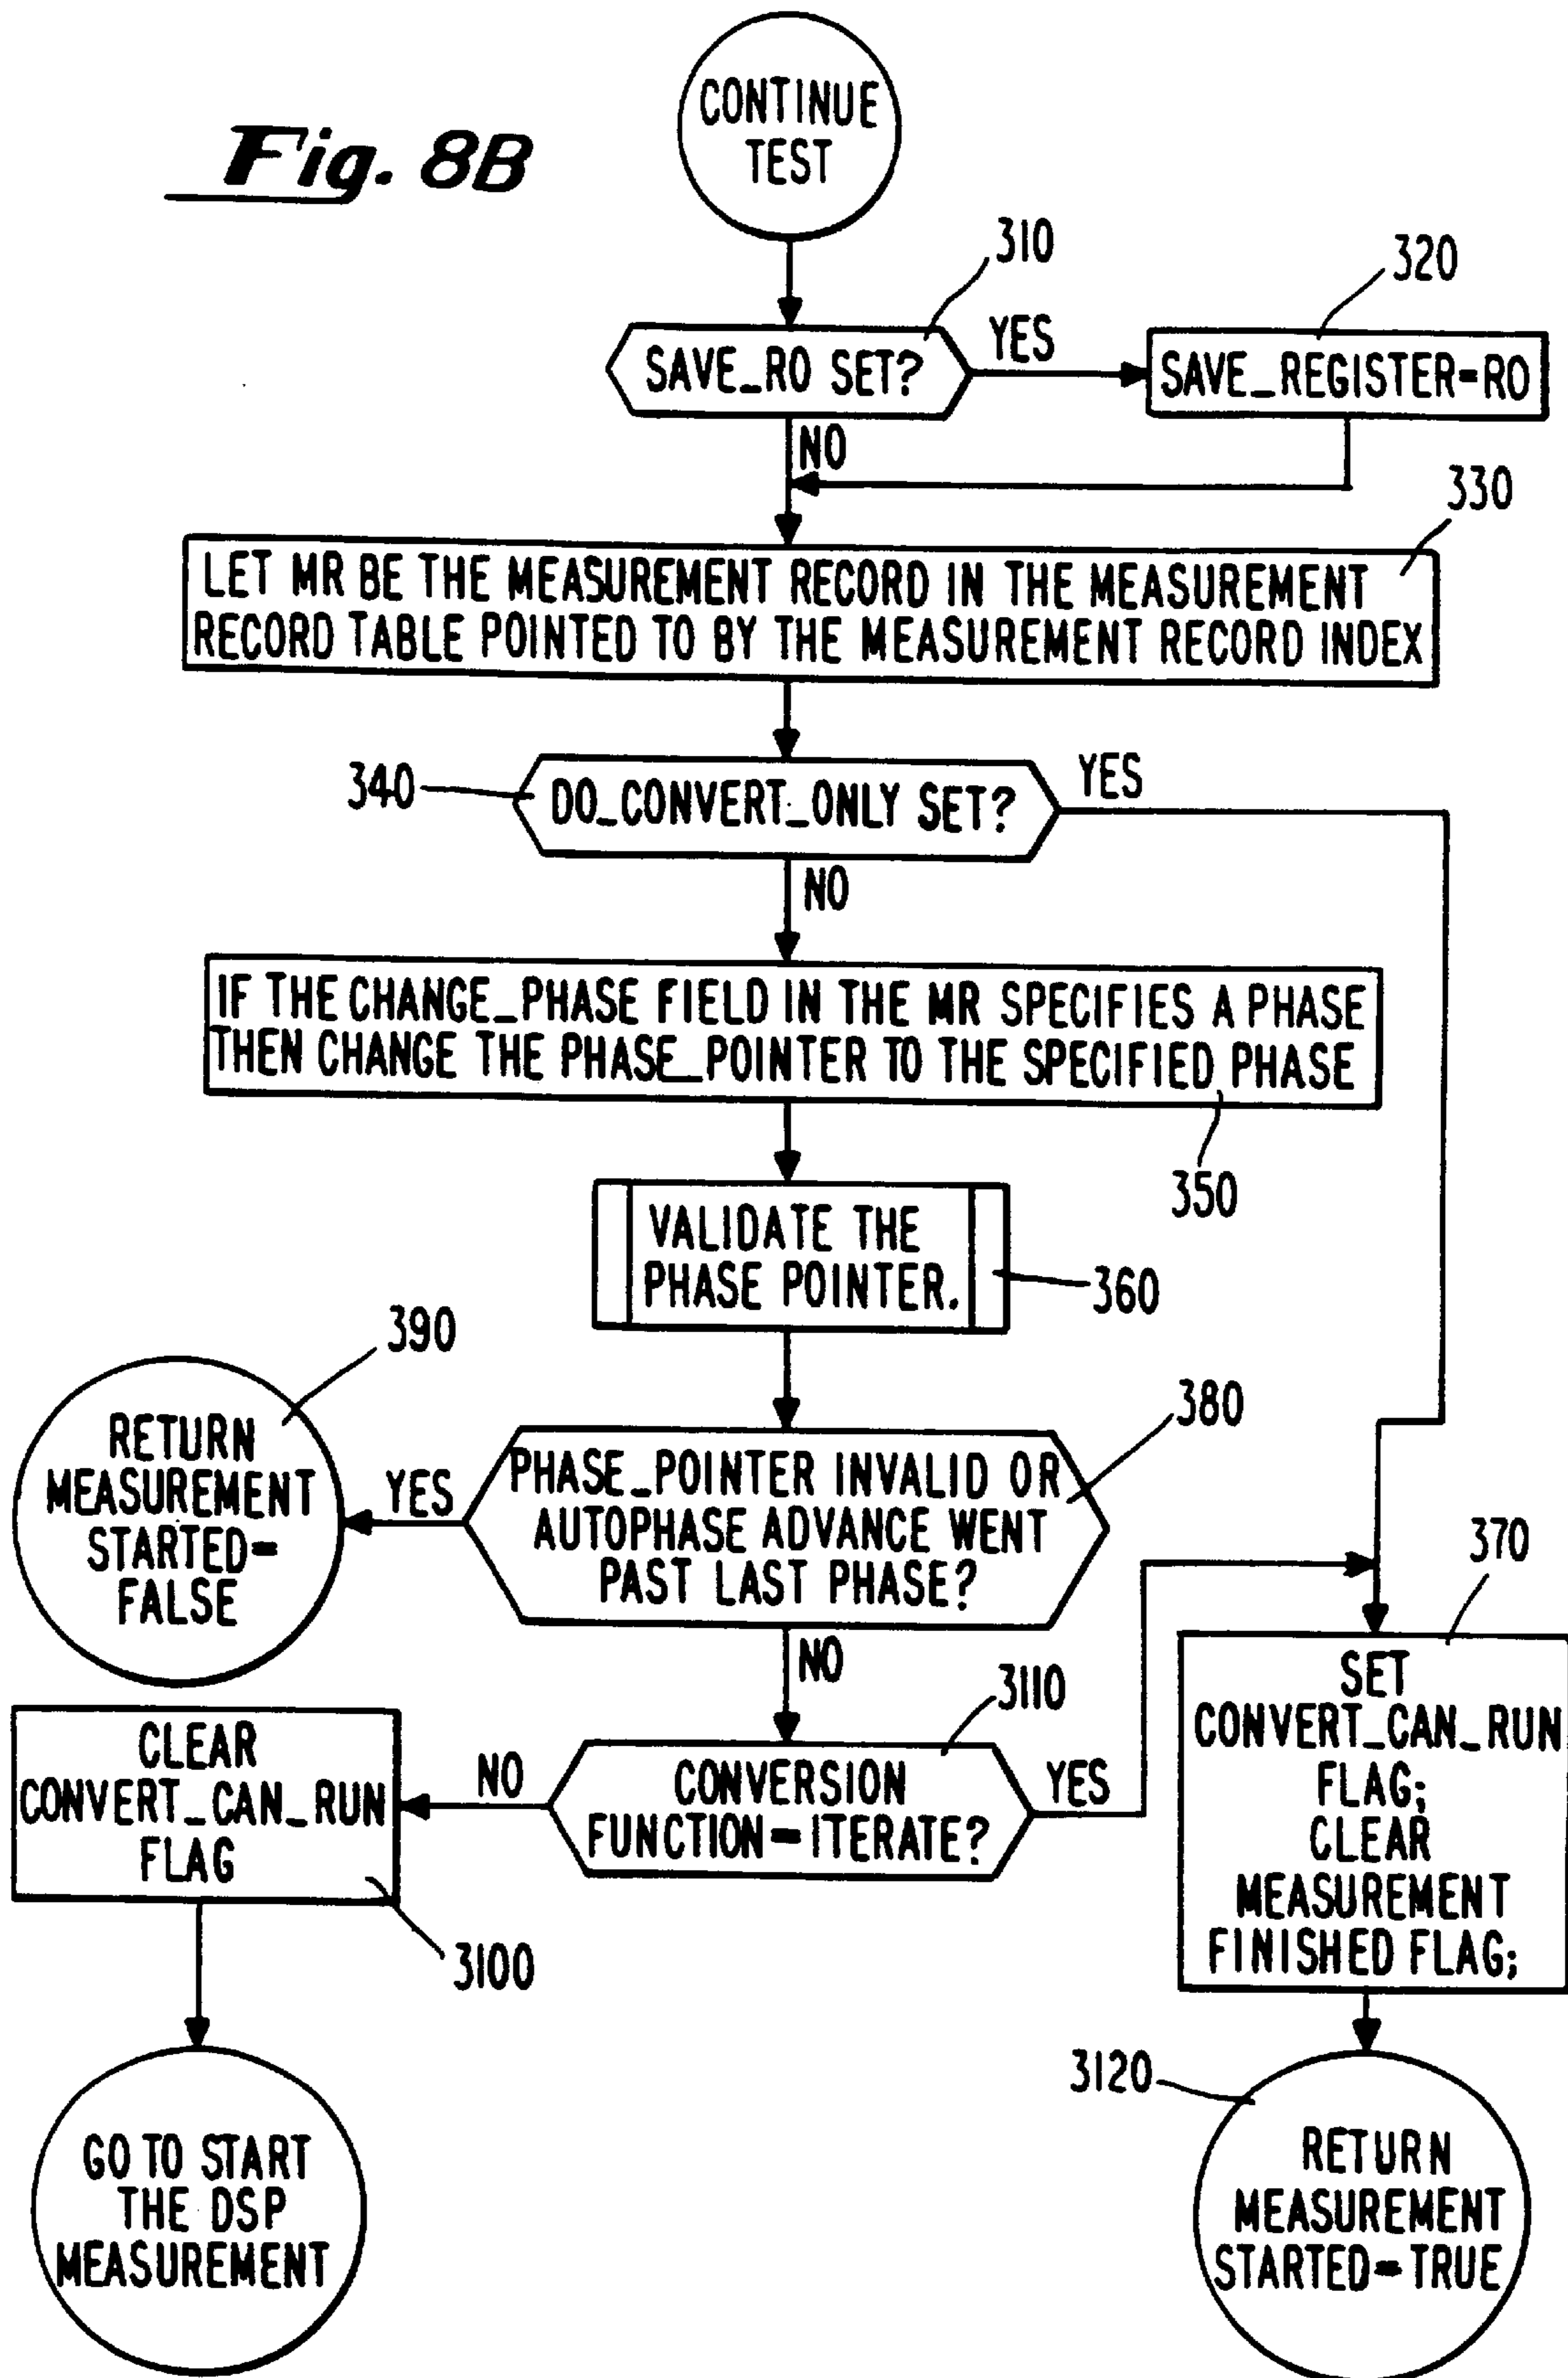 Fig. 8B
CONTINUE
TEST
310
320
SAVE_RO SET?
YES
SAVE_REGISTER=RO
NO
330
LET MR BE THE MEASUREMENT RECORD IN THE MEASUREMENT
RECORD TABLE POINTED TO BY THE MEASUREMENT RECORD INDEX
340
DO_CONVERT_ONLY SET?
YES
NO
IF THE CHANGE_PHASE FIELD IN THE MR SPECIFIES A PHASE
THEN CHANGE THE PHASE_POINTER TO THE SPECIFIED PHASE
350
VALIDATE THE
PHASE POINTER.
360
390
RETURN
MEASUREMENT
STARTED=
FALSE
YES
380
PHASE_POINTER INVALID OR
AUTOPHASE ADVANCE WENT
PAST LAST PHASE?
NO
370
3110
CONVERSION
FUNCTION=ITERATE?
NO
YES
CLEAR
CONVERT_CAN_RUN
FLAG
3100
SET
CONVERT_CAN_RUN
FLAG;
CLEAR
MEASUREMENT
FINISHED FLAG;
GO TO START
THE DSP
MEASUREMENT
3120
RETURN
MEASUREMENT
STARTED=TRUE